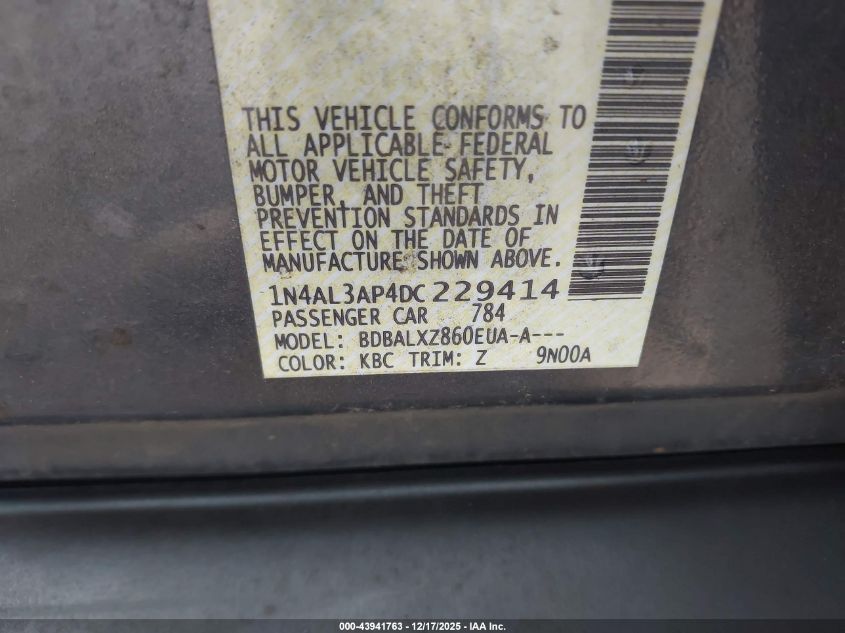 THIS VEHICLE CONFORMS TO
ALL APPLICABLE FEDERAL
MOTOR VEHICLE SAFETY,
BUMPER, AND THEFT
PREVENTION STANDARDS IN
EFFECT ON THE DATE OF
MANUFACTURE SHOWN ABOVE.
1N4AL3AP4DC229414
PASSENGER CAR 784
MODEL: BDBALXZ860EUA-A---
COLOR: KBC TRIM: Z 9N00A
000-43941763 - 12/17/2025 - IAA Inc.